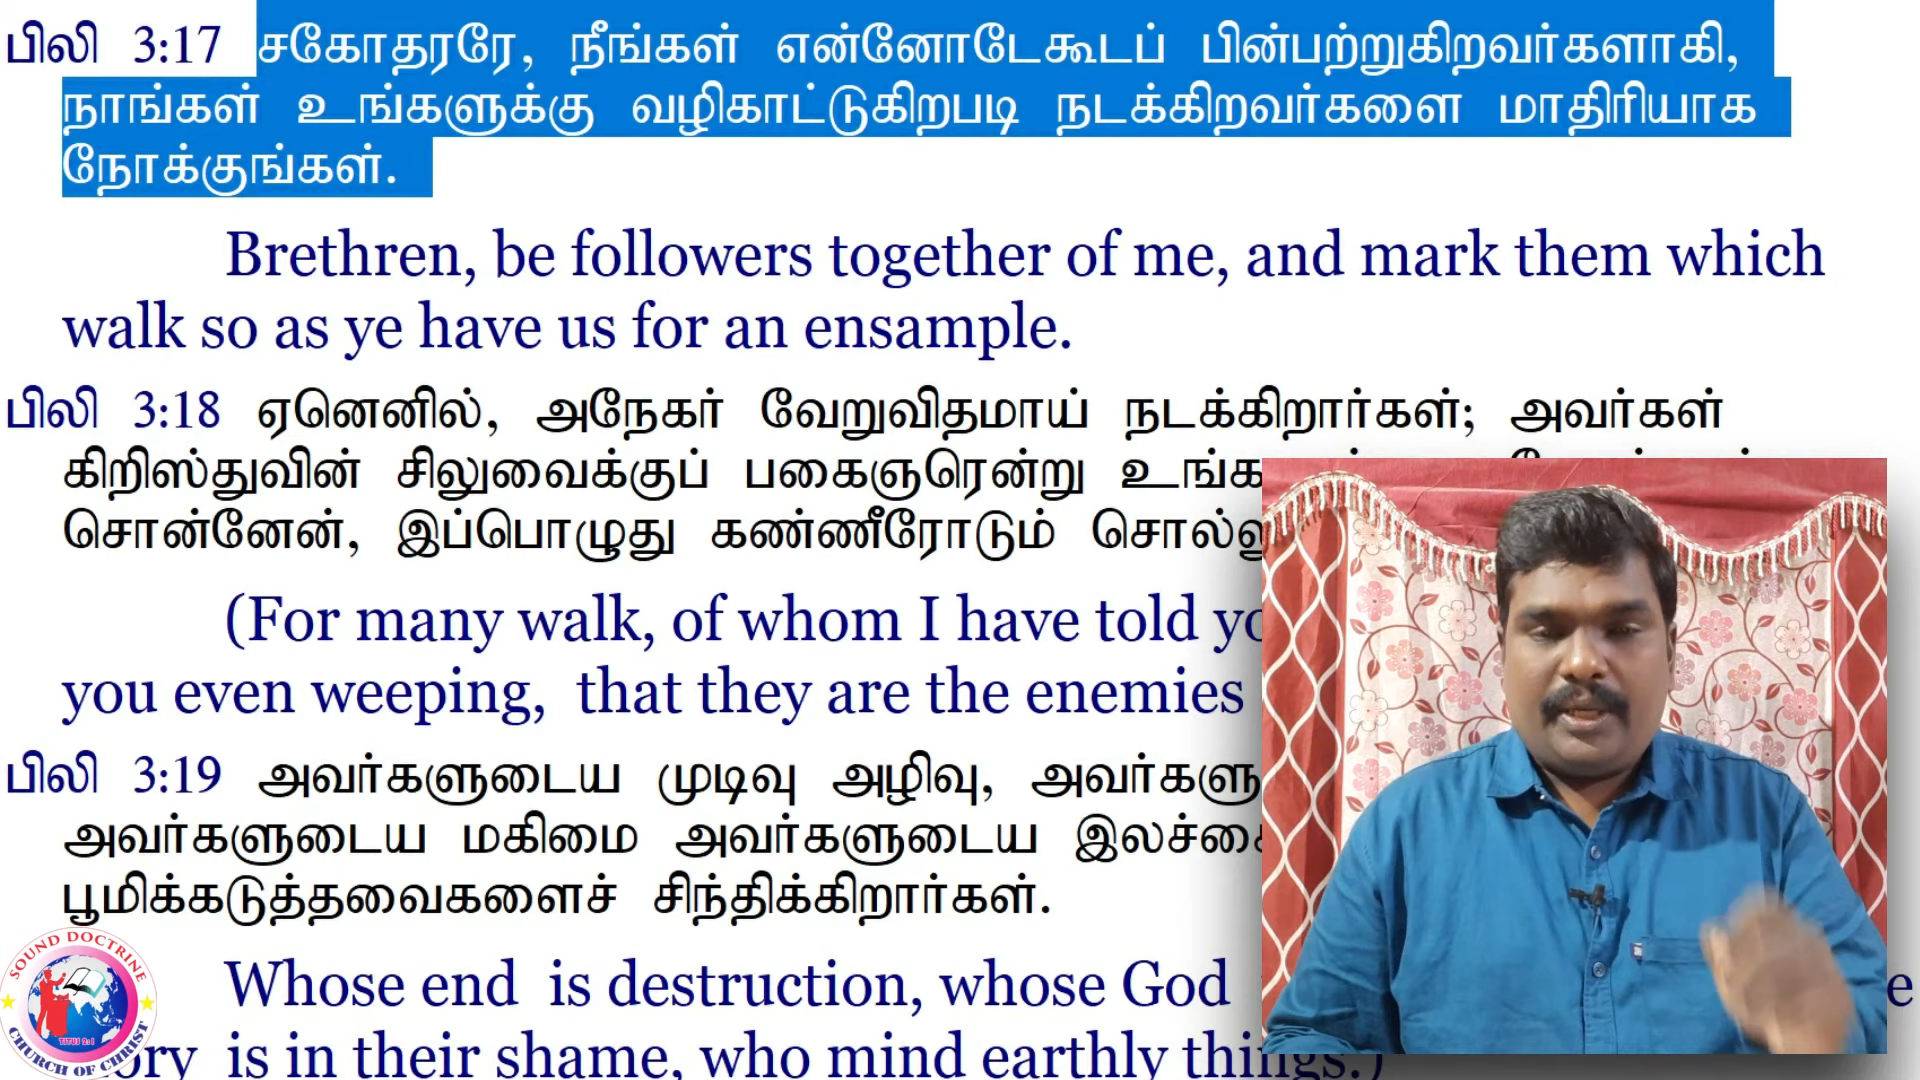 பிலி 3:17 சகோதரரே, நீங்கள் என்னோடேகூடப் பின்பற்றுகிறவர்களாகி,
நாங்கள் உங்களுக்கு வழிகாட்டுகிறபடி நடக்கிறவர்களை மாதிரியாக
நோக்குங்கள்.
Brethren, be followers together of me, and mark them which
walk so as ye have us for an ensample.
பிலி 3:18 ஏனெனில், அநேகர் வேறுவிதமாய் நடக்கிறார்கள்; அவர்கள்
கிறிஸ்துவின் சிலுவைக்குப் பகைஞரென்று
சொன்னேன், இப்பொழுது கண்ணீரோடும்
(For many walk, of whom I have told
you even weeping, that they are the enemies
பிலி 3:19 அவர்களுடைய முடிவு அழிவு,
அவர்களுடைய மகிமை அவர்களுடைய
பூமிக்கடுத்தவைகளைச் சிந்திக்கிறார்கள்.
Whose end is destruction, whose God
is in their shame, who mind earthly things.)
SOUND DOCTRINE
TITUS 2:1
CHURCH OF CHRIST